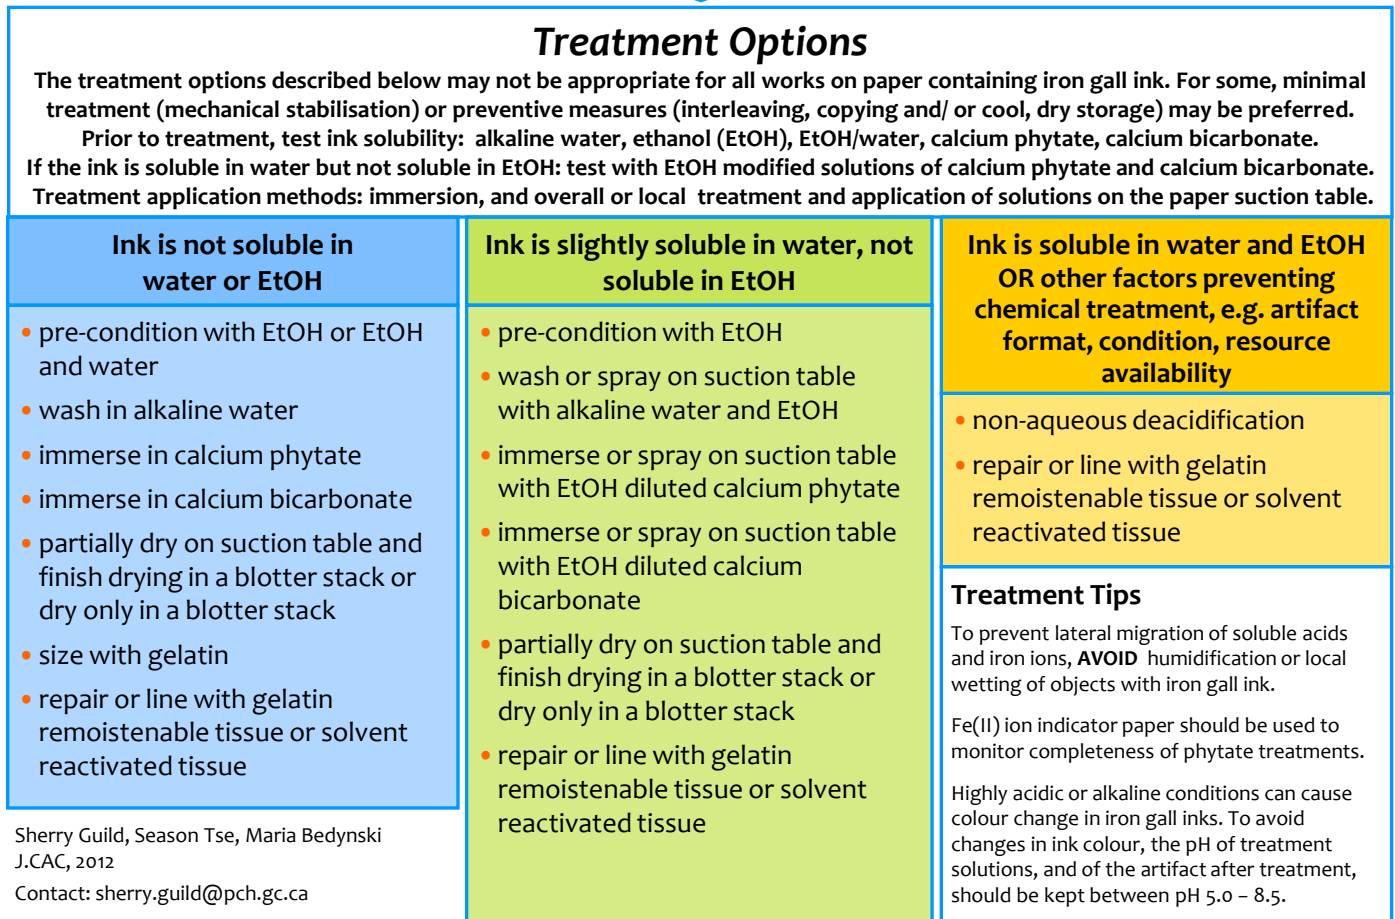 Treatment Options
The treatment options described below may not be appropriate for all works on paper containing iron gall ink. For some, minimal
treatment (mechanical stabilisation) or preventive measures (interleaving, copying and/ or cool, dry storage) may be preferred.
Prior to treatment, test ink solubility: alkaline water, ethanol (EtOH), EtOH/water, calcium phytate, calcium bicarbonate.
If the ink is soluble in water but not soluble in EtOH: test with EtOH modified solutions of calcium phytate and calcium bicarbonate.
Treatment application methods: immersion, and overall or local treatment and application of solutions on the paper suction table.
Ink is not soluble in
water or EtOH
• pre-condition with EtOH or EtOH
and water
• wash in alkaline water
• immerse in calcium phytate
• immerse in calcium bicarbonate
• partially dry on suction table and
finish drying in a blotter stack or
dry only in a blotter stack
• size with gelatin
• repair or line with gelatin
remoistenable tissue or solvent
reactivated tissue
Sherry Guild, Season Tse, Maria Bedynski
J.CAC, 2012
Contact: sherry.guild@pch.gc.ca
Ink is slightly soluble in water, not
soluble in EtOH
• pre-condition with EtOH
• wash or spray on suction table
with alkaline water and EtOH
• immerse or spray on suction table
with EtOH diluted calcium phytate
• immerse or spray on suction table
with EtOH diluted calcium
bicarbonate
• partially dry on suction table and
finish drying in a blotter stack or
dry only in a blotter stack
• repair or line with gelatin
remoistenable tissue or solvent
reactivated tissue
Ink is soluble in water and EtOH
OR other factors preventing
chemical treatment, e.g. artifact
format, condition, resource
availability
• non-aqueous deacidification
• repair or line with gelatin
remoistenable tissue or solvent
reactivated tissue
Treatment Tips
To prevent lateral migration of soluble acids
and iron ions, AVOID humidification or local
wetting of objects with iron gall ink.
Fe(II) ion indicator paper should be used to
monitor completeness of phytate treatments.
Highly acidic or alkaline conditions can cause
colour change in iron gall inks. To avoid
changes in ink colour, the pH of treatment
solutions, and of the artifact after treatment,
should be kept between pH 5.0 – 8.5.